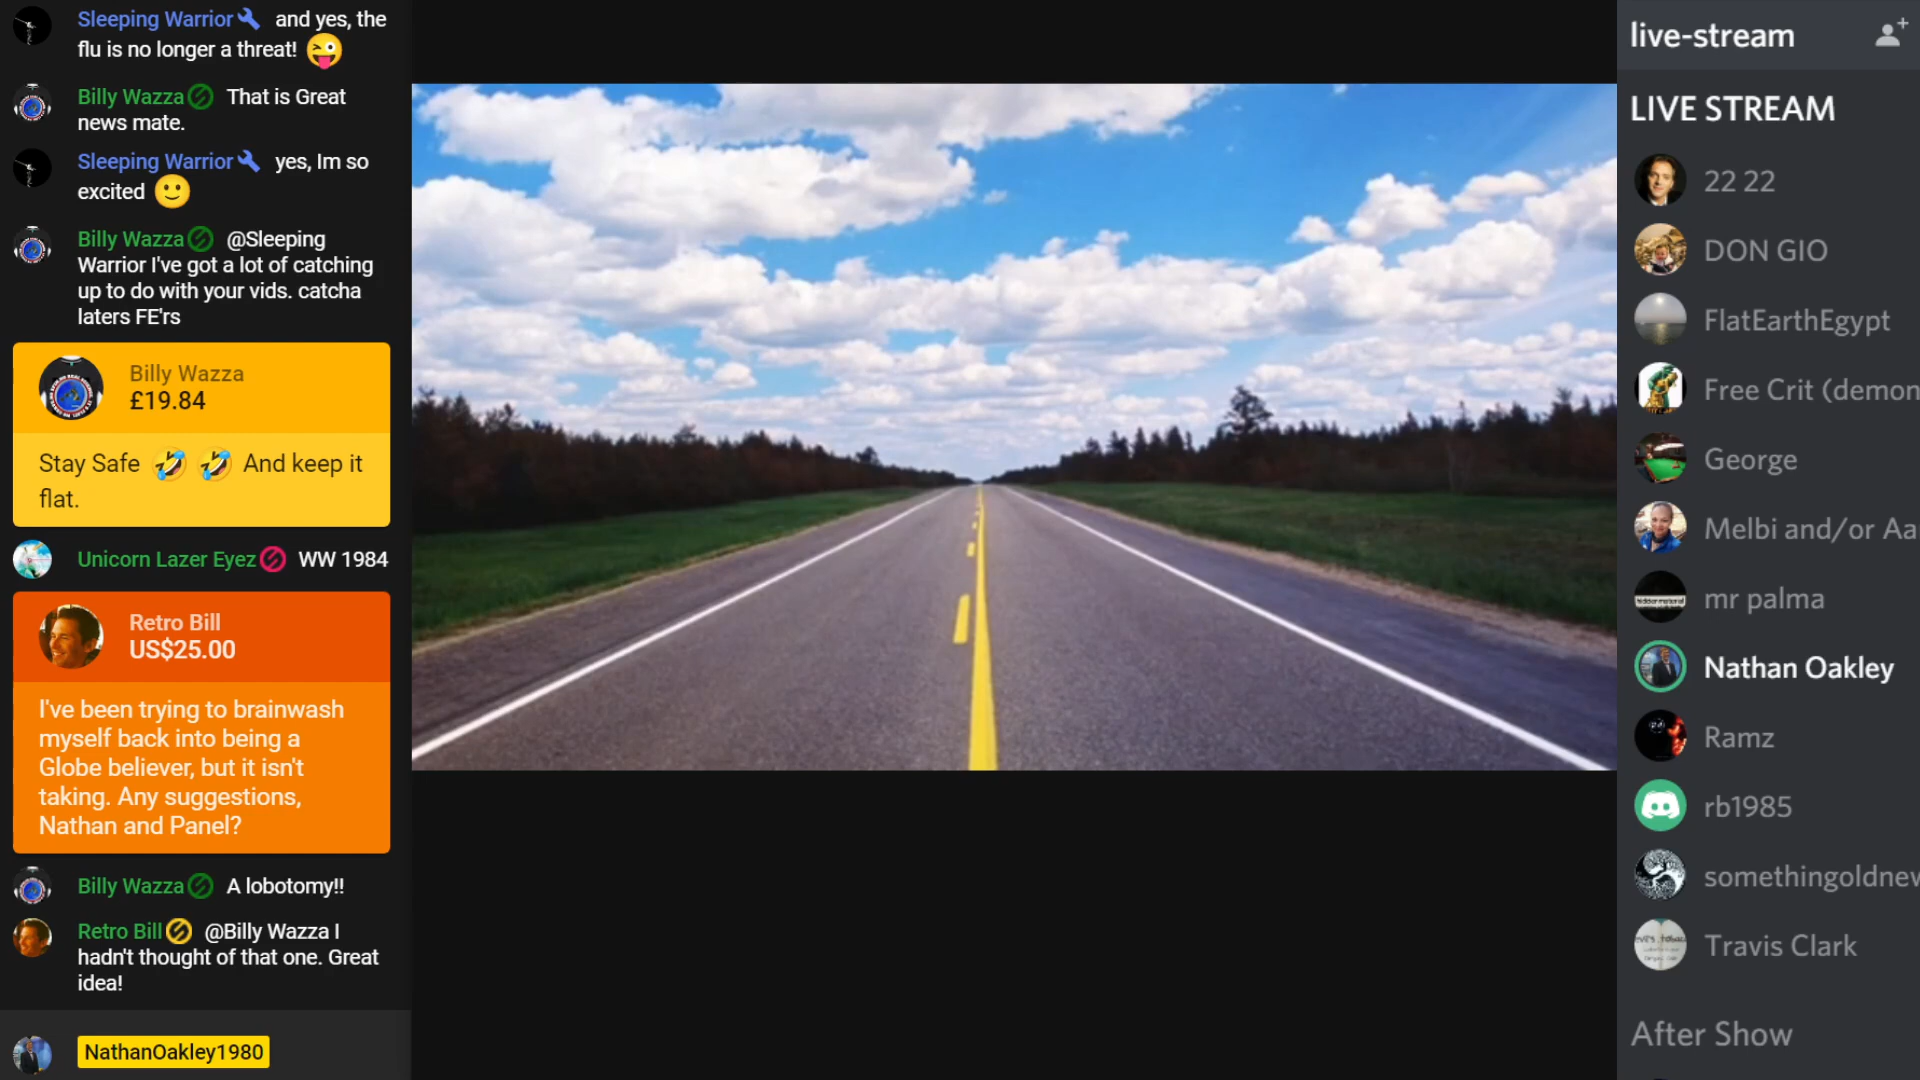 Sleeping Warrior and yes, the
flu is no longer a threat! 😜
Billy Wazza That is Great
news mate.
Sleeping Warrior yes, Im so
excited 🙂
Billy Wazza @Sleeping
Warrior I've got a lot of catching
up to do with your vids. catcha
laters FE'rs
Billy Wazza
£19.84
Stay Safe 🤣 🤣 And keep it
flat.
Unicorn Lazer Eyez WW 1984
Retro Bill
US$25.00
I've been trying to brainwash
myself back into being a
Globe believer, but it isn't
taking. Any suggestions,
Nathan and Panel?
Billy Wazza A lobotomy!!
Retro Bill @Billy Wazza I
hadn't thought of that one. Great
idea!
NathanOakley1980
live-stream
LIVE STREAM
22 22
DON GIO
FlatEarthEgypt
Free Crit (demon
George
Melbi and/or Aa
mr palma
Nathan Oakley
Ramz
rb1985
somethingoldnew
Travis Clark
After Show